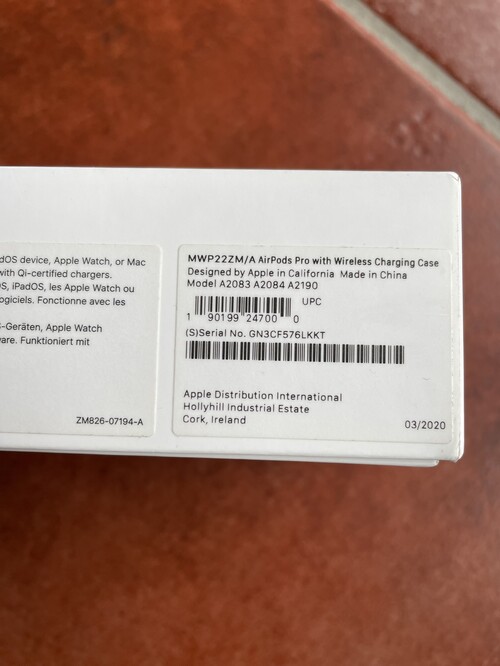 dOS device, Apple Watch, or Mac
with Qi-certified chargers.
S, iPadOS, les Apple Watch ou
ogiciels. Fonctionne avec les
-Geräten, Apple Watch
ware. Funktioniert mit
ZM826-07194-A
MWP22ZM/A AirPods Pro with Wireless Charging Case
Designed by Apple in California Made in China
Model A2083 A2084 A2190
UPC
1 90199 24700 0
(S)Serial No. GN3CF576LKKT
Apple Distribution International
Hollyhill Industrial Estate
Cork, Ireland
03/2020